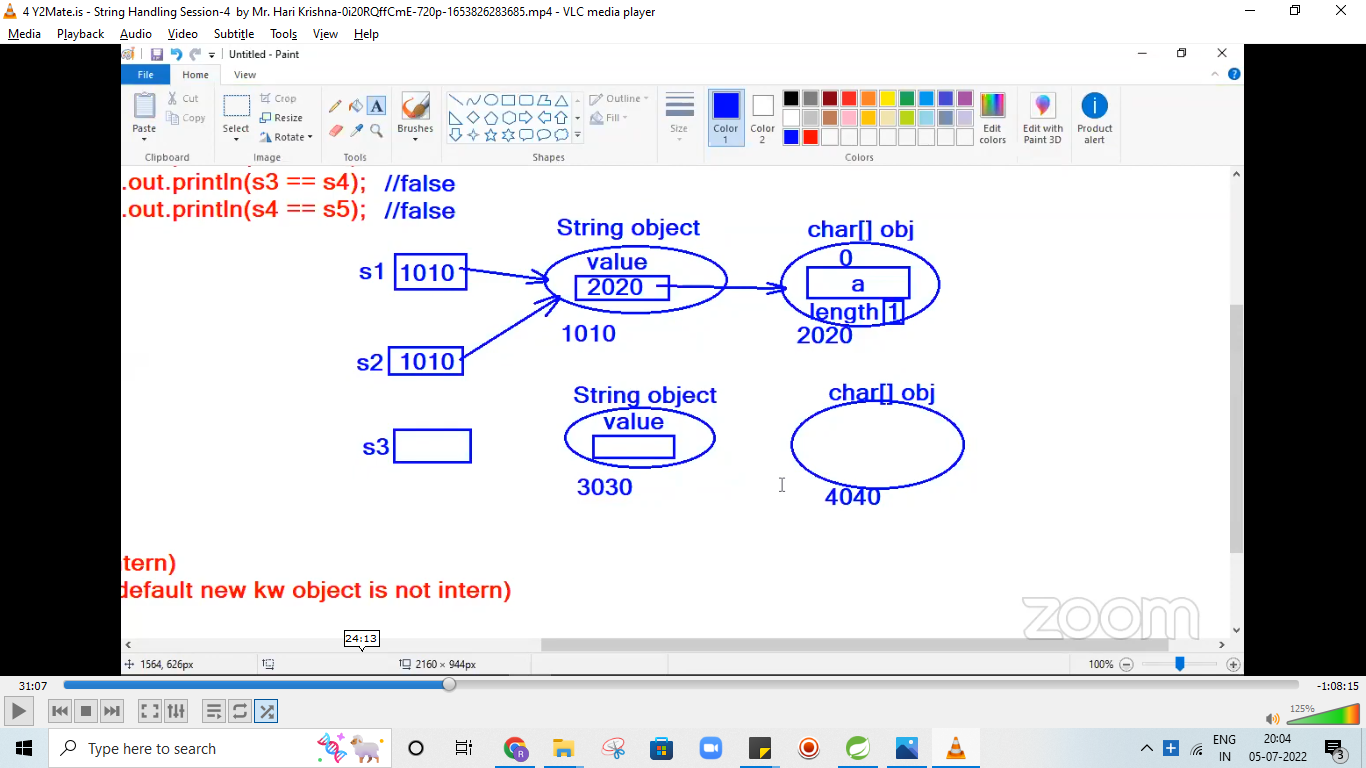 4 Y2Mate.is - String Handling Session-4 by Mr. Hari Krishna-0i20RQffCmE-720p-1653826283685.mp4 - VLC media player
Media Playback Audio Video Subtitle Tools View Help
Untitled - Paint
File Home View
Paste
Cut
Copy
Clipboard
Select
Crop
Resize
Rotate
Image
A
Tools
Brushes
Shapes
Outline
Fill
Size
Color 1
Color 2
Colors
Edit colors
Edit with Paint 3D
Product alert
.out.println(s3 == s4); //false
.out.println(s4 == s5); //false
String object
char[] obj
value
0
s1 1010
2020
a
length 1
1010
2020
s2 1010
String object
char[] obj
value
s3
3030
4040
tern)
default new kw object is not intern)
zoom
24:13
1564, 626px
2160 × 944px
100%
31:07
-1:08:15
125%
Type here to search
R
ENG
IN
20:04
05-07-2022
3